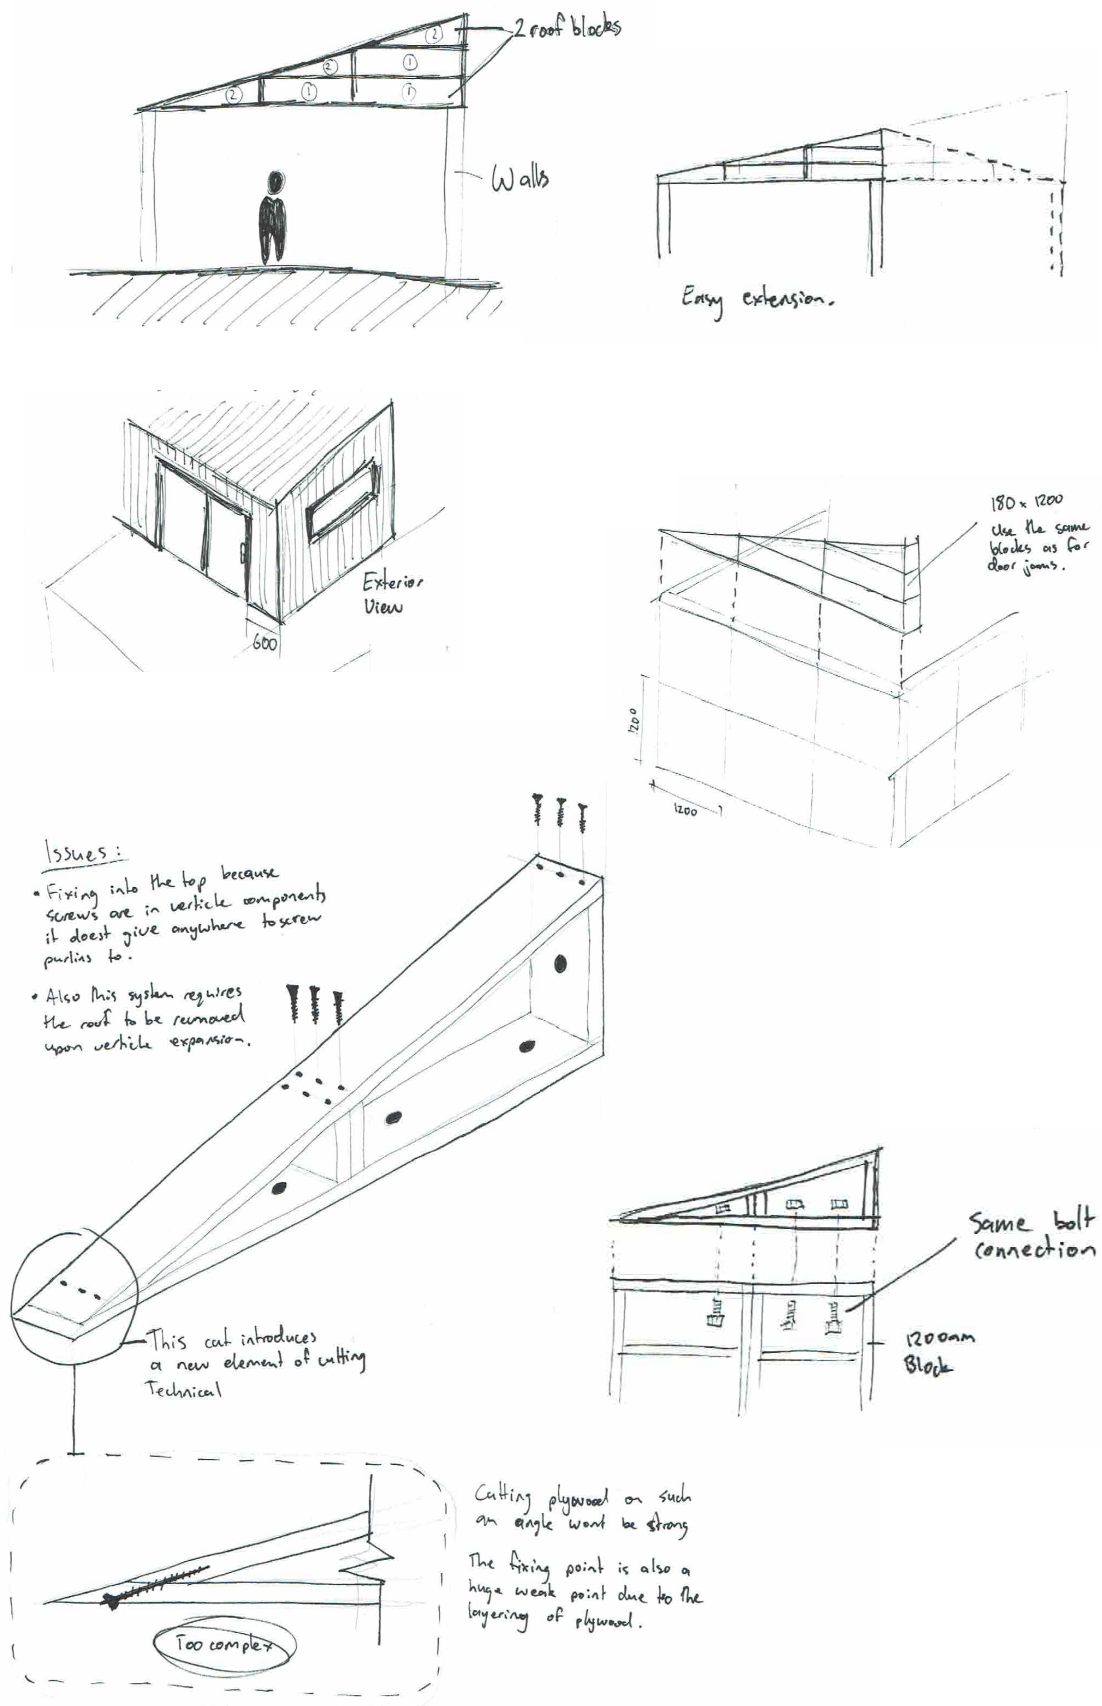 2 roof blocks
2
2
1
2
1
1
Walls
Easy extension.
Exterior
View
600
180 x 1200
Use the same
blocks as for
door jams.
1200
1200
Issues:
• Fixing into the top because
screws are in verticle components
it doest give anywhere to screw
purlins to.
• Also this system requires
the roof to be removed
upon verticle expansion.
This cut introduces
a new element of cutting
Technical
Same bolt
connection
1200mm
Block
Too complex
Cutting plywood on such
an angle wont be strong
The fixing point is also a
huge weak point due to the
layering of plywood.